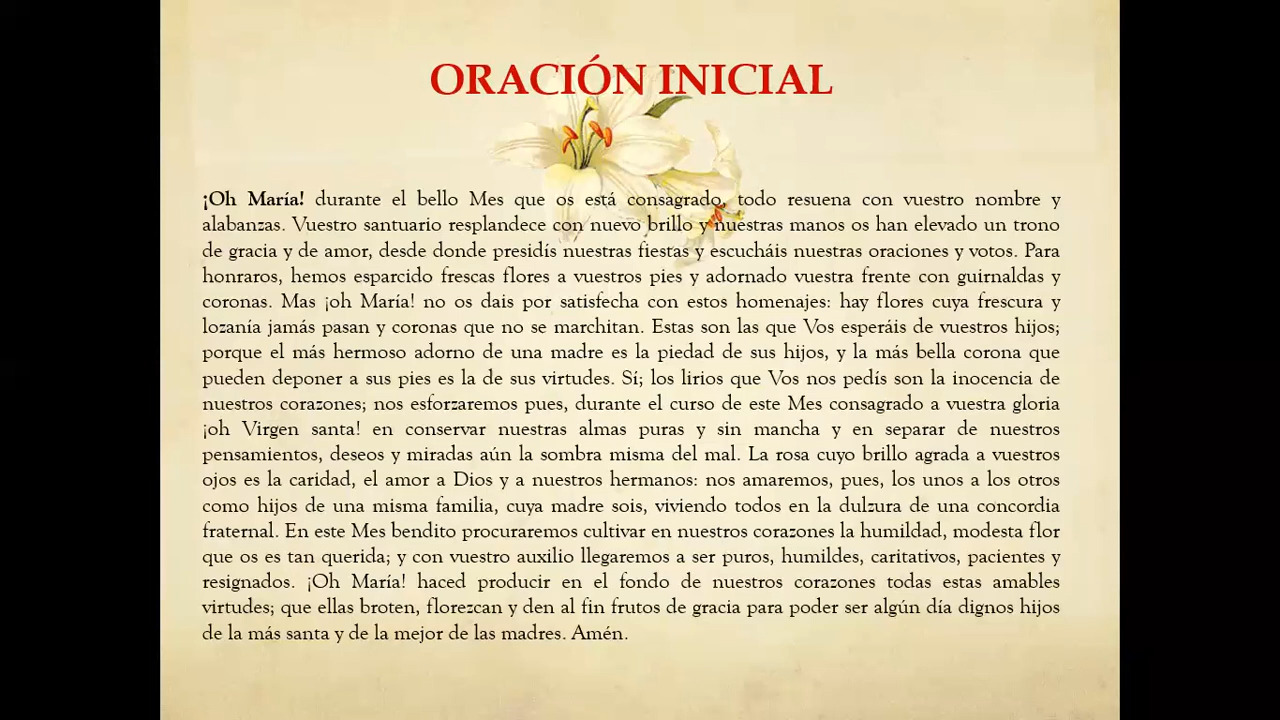 ORACIÓN INICIAL
¡Oh María! durante el bello Mes que os está consagrado, todo resuena con vuestro nombre y
alabanzas. Vuestro santuario resplandece con nuevo brillo y nuestras manos os han elevado un trono
de gracia y de amor, desde donde presidís nuestras fiestas y escucháis nuestras oraciones y votos. Para
honraros, hemos esparcido frescas flores a vuestros pies y adornado vuestra frente con guirnaldas y
coronas. Mas ¡oh María! no os dais por satisfecha con estos homenajes: hay flores cuya frescura y
lozanía jamás pasan y coronas que no se marchitan. Estas son las que Vos esperáis de vuestros hijos;
porque el más hermoso adorno de una madre es la piedad de sus hijos, y la más bella corona que
pueden deponer a sus pies es la de sus virtudes. Sí; los lirios que Vos nos pedís son la inocencia de
nuestros corazones; nos esforzaremos pues, durante el curso de este Mes consagrado a vuestra gloria
¡oh Virgen santa! en conservar nuestras almas puras y sin mancha y en separar de nuestros
pensamientos, deseos y miradas aún la sombra misma del mal. La rosa cuyo brillo agrada a vuestros
ojos es la caridad, el amor a Dios y a nuestros hermanos: nos amaremos, pues, los unos a los otros
como hijos de una misma familia, cuya madre sois, viviendo todos en la dulzura de una concordia
fraternal. En este Mes bendito procuraremos cultivar en nuestros corazones la humildad, modesta flor
que os es tan querida; y con vuestro auxilio llegaremos a ser puros, humildes, caritativos, pacientes y
resignados. ¡Oh María! haced producir en el fondo de nuestros corazones todas estas amables
virtudes; que ellas broten, florezcan y den al fin frutos de gracia para poder ser algún día dignos hijos
de la más santa y de la mejor de las madres. Amén.